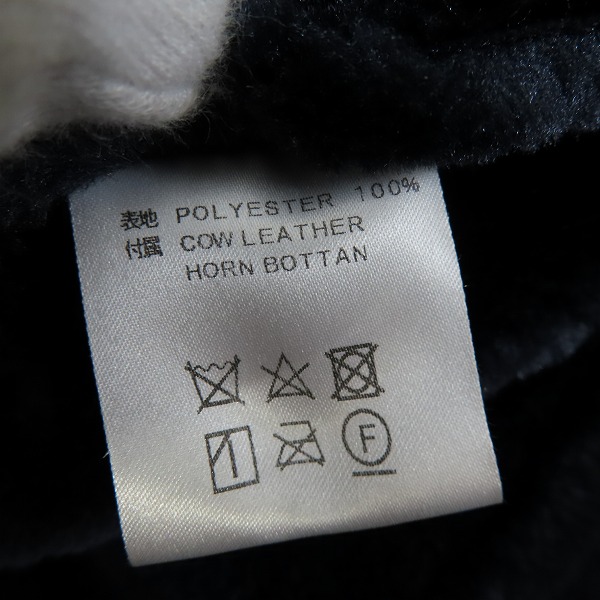 表地 POLYESTER 100%
付属 COW LEATHER
HORN BOTTAN
F